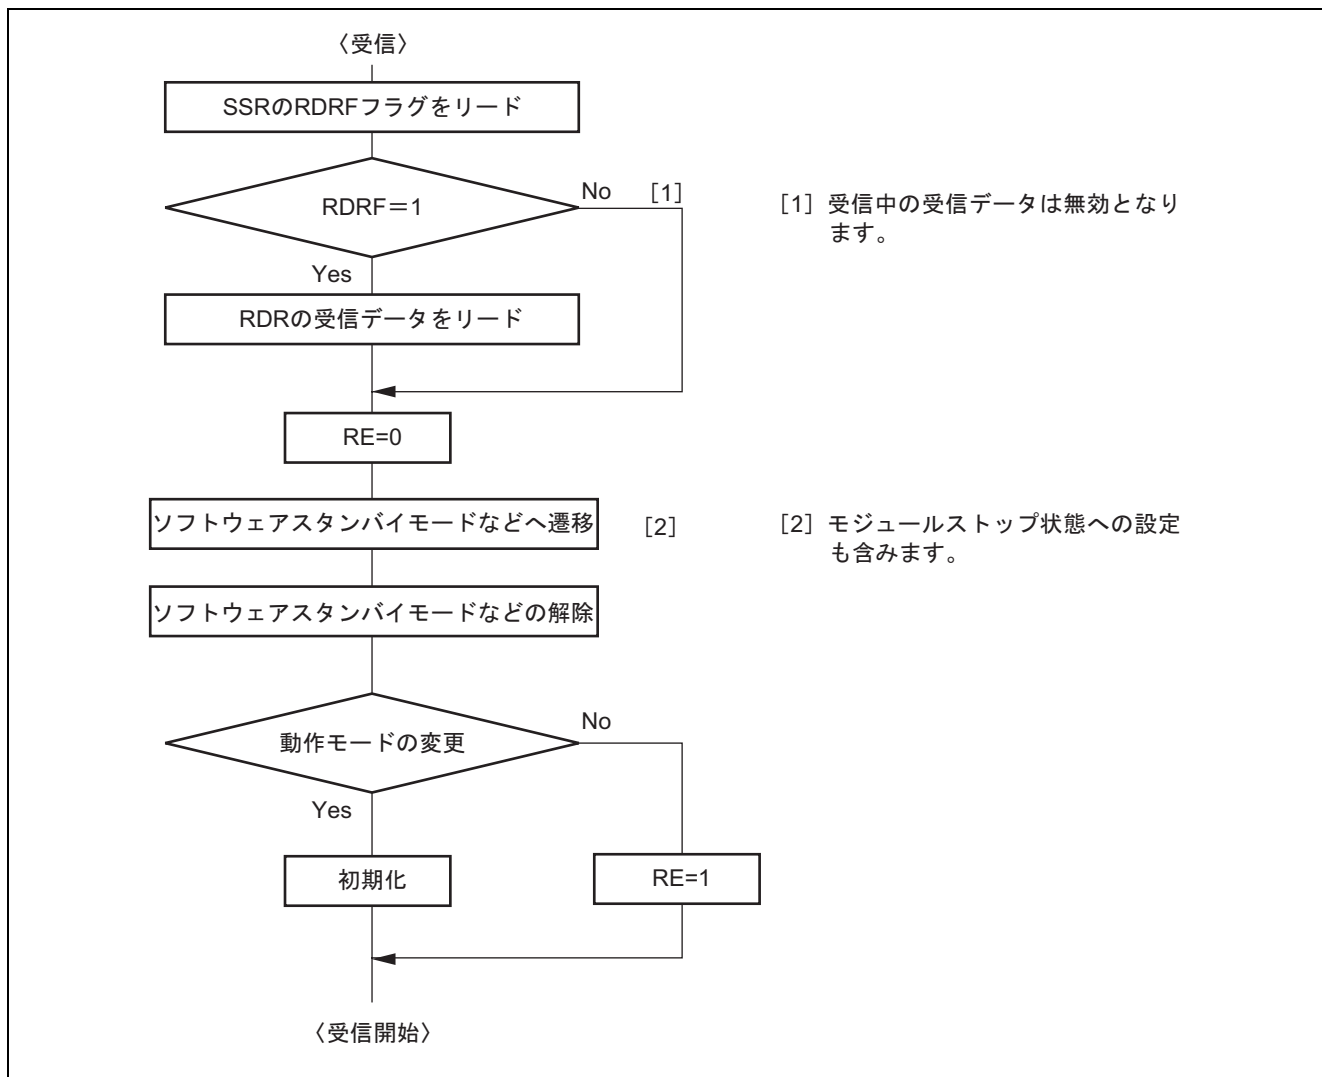 〈受信〉
SSRのRDRFフラグをリード
RDRF＝1
No
[1]
[1] 受信中の受信データは無効となり
ます。
Yes
RDRの受信データをリード
RE=0
ソフトウェアスタンバイモードなどへ遷移
[2]
[2] モジュールストップ状態への設定
も含みます。
ソフトウェアスタンバイモードなどの解除
動作モードの変更
No
Yes
初期化
RE=1
〈受信開始〉